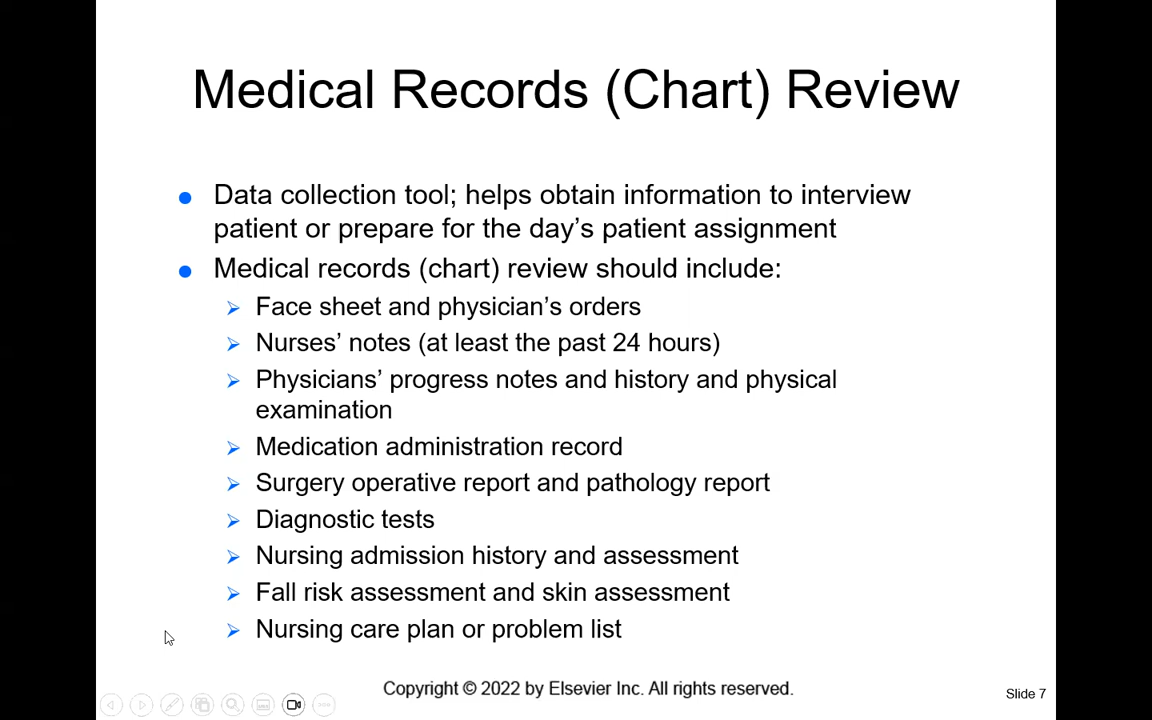 Medical Records (Chart) Review
Data collection tool; helps obtain information to interview
patient or prepare for the day’s patient assignment
Medical records (chart) review should include:
Face sheet and physician’s orders
Nurses’ notes (at least the past 24 hours)
Physicians’ progress notes and history and physical
examination
Medication administration record
Surgery operative report and pathology report
Diagnostic tests
Nursing admission history and assessment
Fall risk assessment and skin assessment
Nursing care plan or problem list
Copyright © 2022 by Elsevier Inc. All rights reserved.
Slide 7